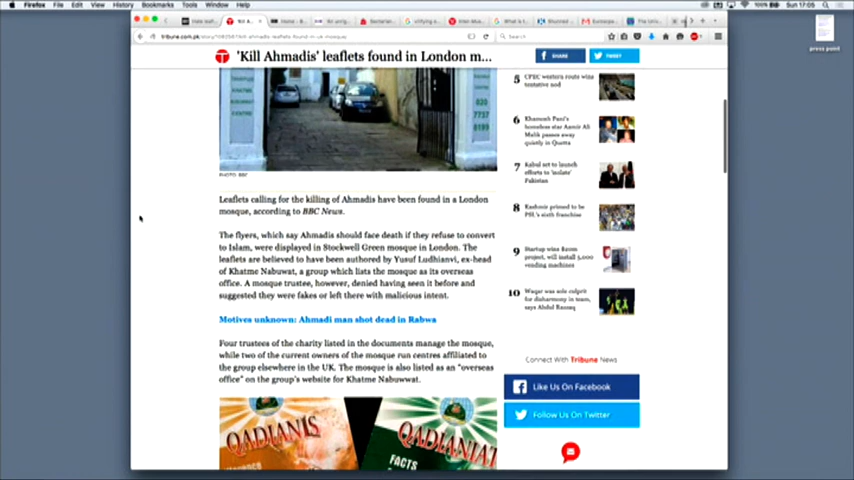 Firefox File Edit View History Bookmarks Tools Window Help
100% Sun 17:05
press post
Search
'Kill Ahmadis' leaflets found in London m...
SHARE
TWEET
020
7737
PHOTO: BBC
Leaflets calling for the killing of Ahmadis have been found in a London
mosque, according to BBC News.
The flyers, which say Ahmadis should face death if they refuse to convert
to Islam, were displayed in Stockwell Green mosque in London. The
leaflets are believed to have been authored by Yusuf Ludhianvi, ex-head
of Khatme Nabuwat, a group which lists the mosque as its overseas
office. A mosque trustee, however, denied having seen it before and
suggested they were fakes or left there with malicious intent.
Motives unknown: Ahmadi man shot dead in Rabwa
Four trustees of the charity listed in the documents manage the mosque,
while two of the current owners of the mosque run centres affiliated to
the group elsewhere in the UK. The mosque is also listed as an “overseas
office” on the group's website for Khatme Nabuwwat.
QADIANIS
QADIANIAT
FACTS
5 CPEC western route wins
tentative nod
6 Khamosh Pani's
homeless star Aamir Ali
Malik passes away
quietly in Quetta
7 Kabul set to launch
efforts to 'isolate'
Pakistan
8 Kashmir primed to be
PSL's sixth franchise
9
project, will install 3,000
vending machines
10 Waqar was sole culprit
for disharmony in team,
says Abdul Razzaq
Connect With Tribune News
Like Us On Facebook
Follow Us On Twitter